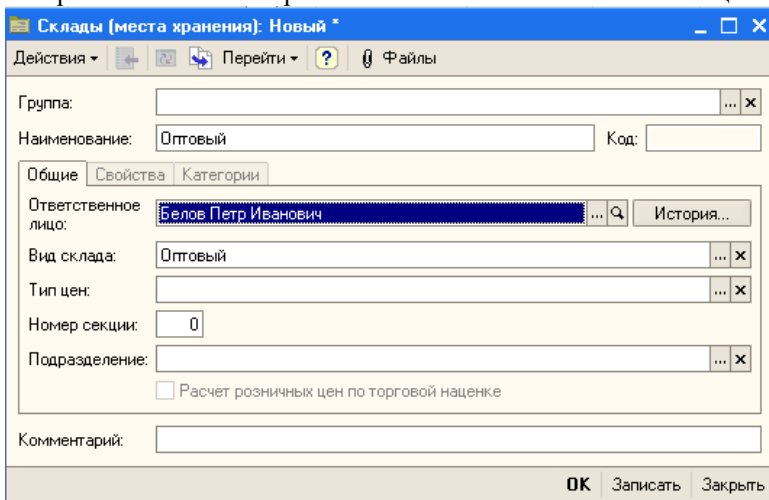 Склады (места хранения): Новый *
Действия Перейти ? Файлы
Группа: ... x
Наименование: Оптовый Код:
Общие Свойства Категории
Ответственное лицо: Белов Петр Иванович ... История...
Вид склада: Оптовый ... x
Тип цен: ... x
Номер секции: 0
Подразделение: ... x
Расчет розничных цен по торговой наценке
Комментарий:
OK Записать Закрыть